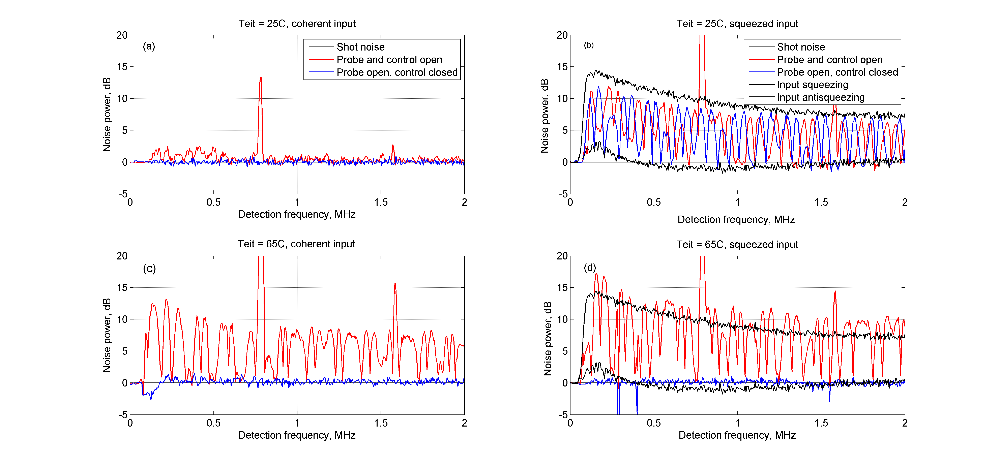 Teit = 25C, coherent input
(a)
Shot noise
Probe and control open
Probe open, control closed
20
15
10
5
0
-5
Noise power, dB
0 0.5 1 1.5 2
Detection frequency, MHz
Teit = 25C, squeezed input
(b)
Shot noise
Probe and control open
Probe open, control closed
Input squeezing
Input antisqueezing
20
15
10
5
0
-5
Noise power, dB
0 0.5 1 1.5 2
Detection frequency, MHz
Teit = 65C, coherent input
(c)
20
15
10
5
0
-5
Noise power, dB
0 0.5 1 1.5 2
Detection frequency, MHz
Teit = 65C, squeezed input
(d)
20
15
10
5
0
-5
Noise power, dB
0 0.5 1 1.5 2
Detection frequency, MHz